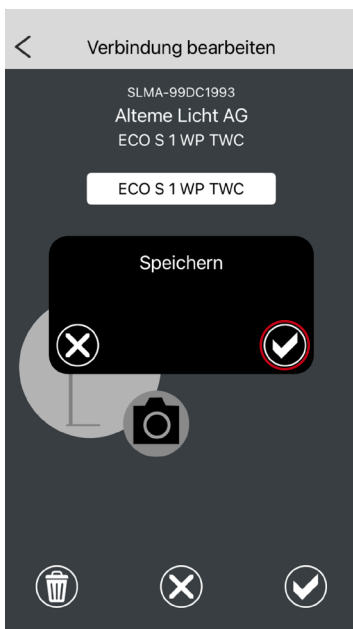 Verbindung bearbeiten
SLMA-99DC1993
Alteme Licht AG
ECO S 1 WP TWC
ECO S 1 WP TWC
Speichern